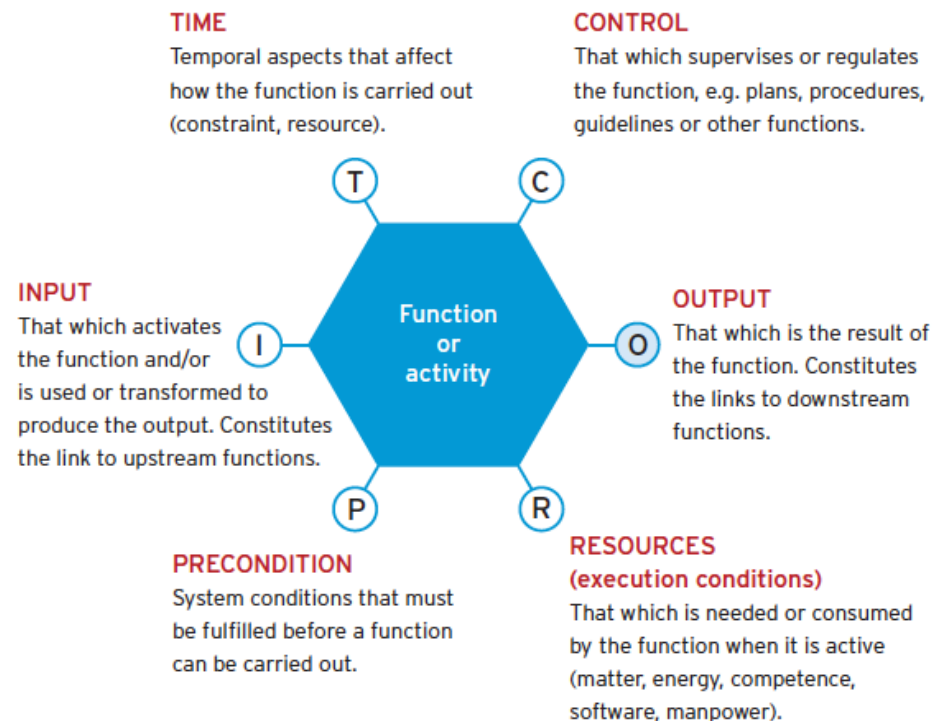 TIME
Temporal aspects that affect
how the function is carried out
(constraint, resource).
CONTROL
That which supervises or regulates
the function, e.g. plans, procedures,
guidelines or other functions.
T
C
INPUT
That which activates
the function and/or
is used or transformed to
produce the output. Constitutes
the link to upstream functions.
I
Function
or
activity
O
OUTPUT
That which is the result of
the function. Constitutes
the links to downstream
functions.
P
R
PRECONDITION
System conditions that must
be fulfilled before a function
can be carried out.
RESOURCES
(execution conditions)
That which is needed or consumed
by the function when it is active
(matter, energy, competence,
software, manpower).